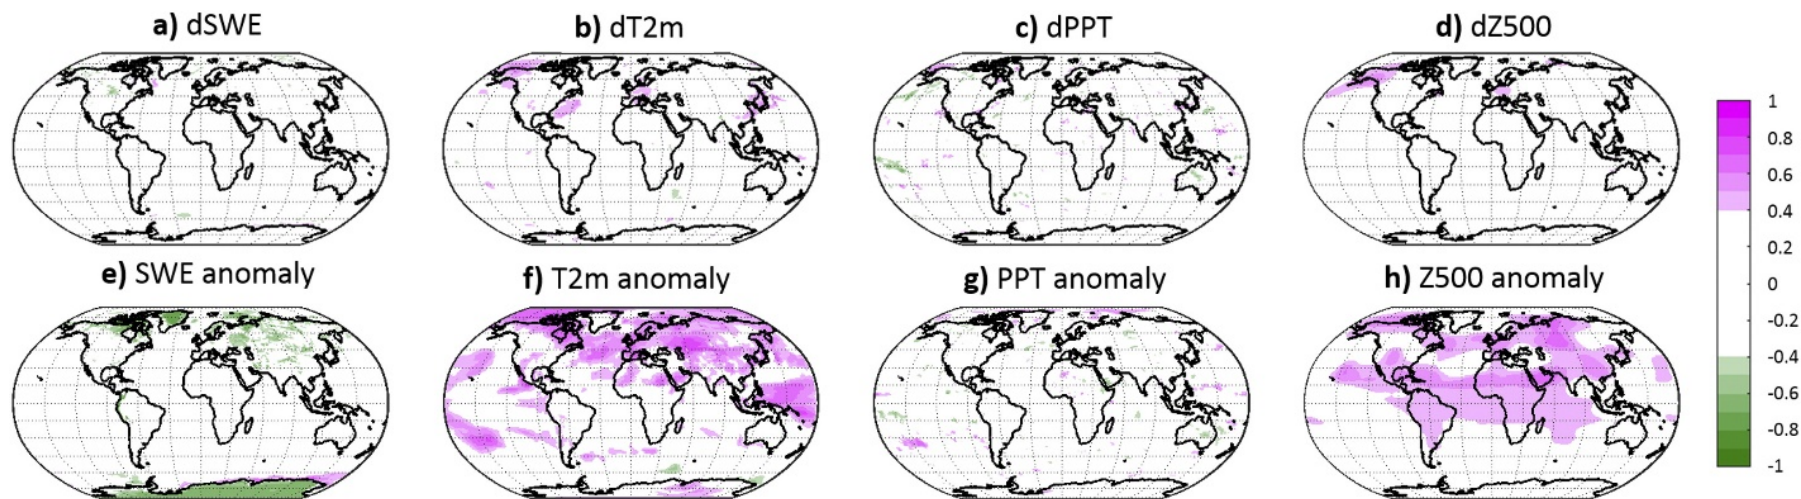 a) dSWE
b) dT2m
c) dPPT
d) dZ500
e) SWE anomaly
f) T2m anomaly
g) PPT anomaly
h) Z500 anomaly
1
0.8
0.6
0.4
0.2
0
-0.2
-0.4
-0.6
-0.8
-1